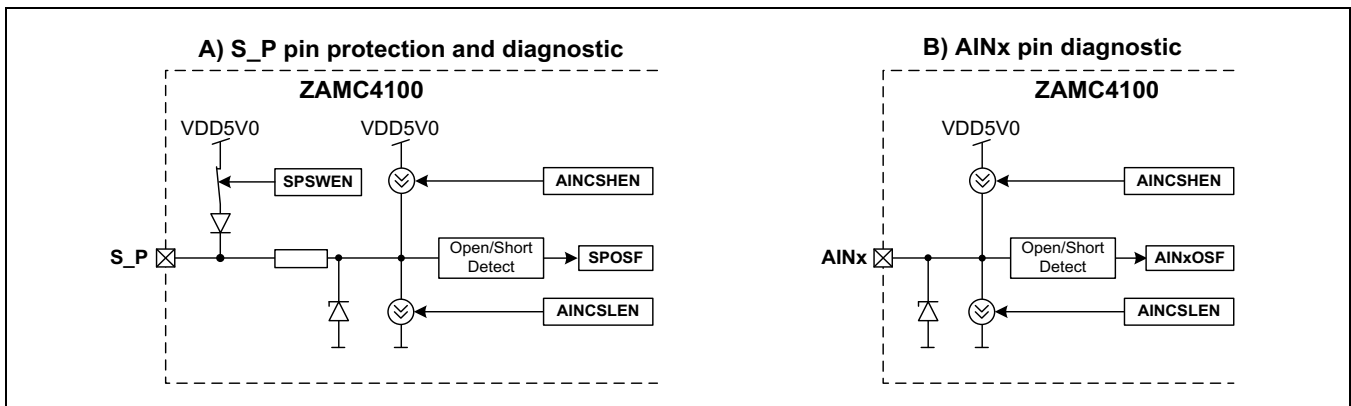 A) S_P pin protection and diagnostic
ZAMC4100
VDD5V0
VDD5V0
SPSWEN
AINCSHEN
S_P
Open/Short
Detect
SPOSF
AINCSLEN
B) AINx pin diagnostic
ZAMC4100
VDD5V0
AINCSHEN
AINx
Open/Short
Detect
AINxOSF
AINCSLEN